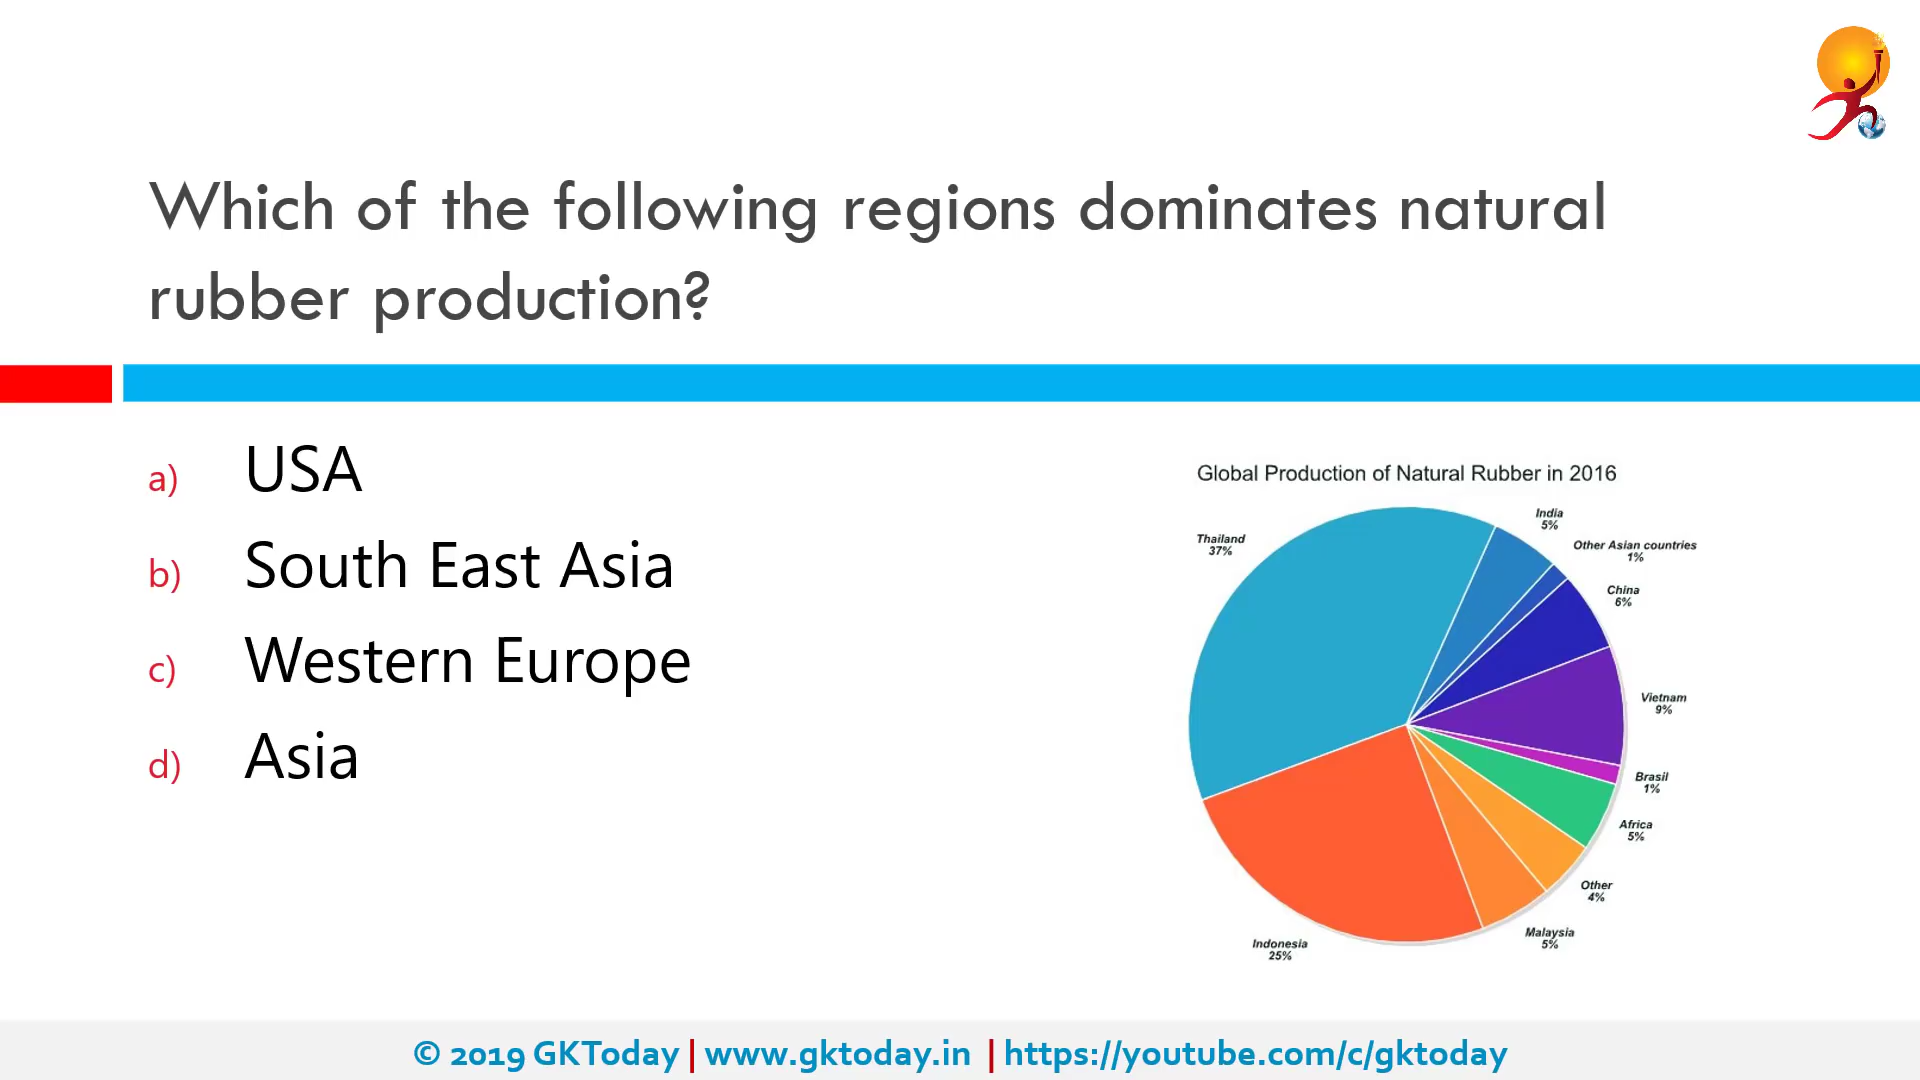 Which of the following regions dominates natural
rubber production?
a) USA
b) South East Asia
c) Western Europe
d) Asia
Global Production of Natural Rubber in 2016
Thailand
37%
India
5%
Other Asian countries
1%
China
6%
Vietnam
9%
Brasil
1%
Africa
5%
Other
4%
Malaysia
5%
Indonesia
25%
© 2019 GKToday | www.gktoday.in | https://youtube.com/c/gktoday